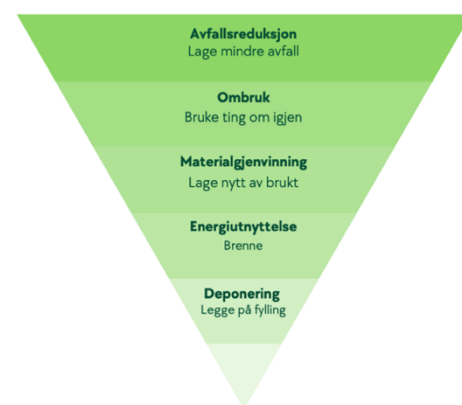 Avfallsreduksjon
Lage mindre avfall
Ombruk
Bruke ting om igjen
Materialgjenvinning
Lage nytt av brukt
Energiutnyttelse
Brenne
Deponering
Legge på fylling